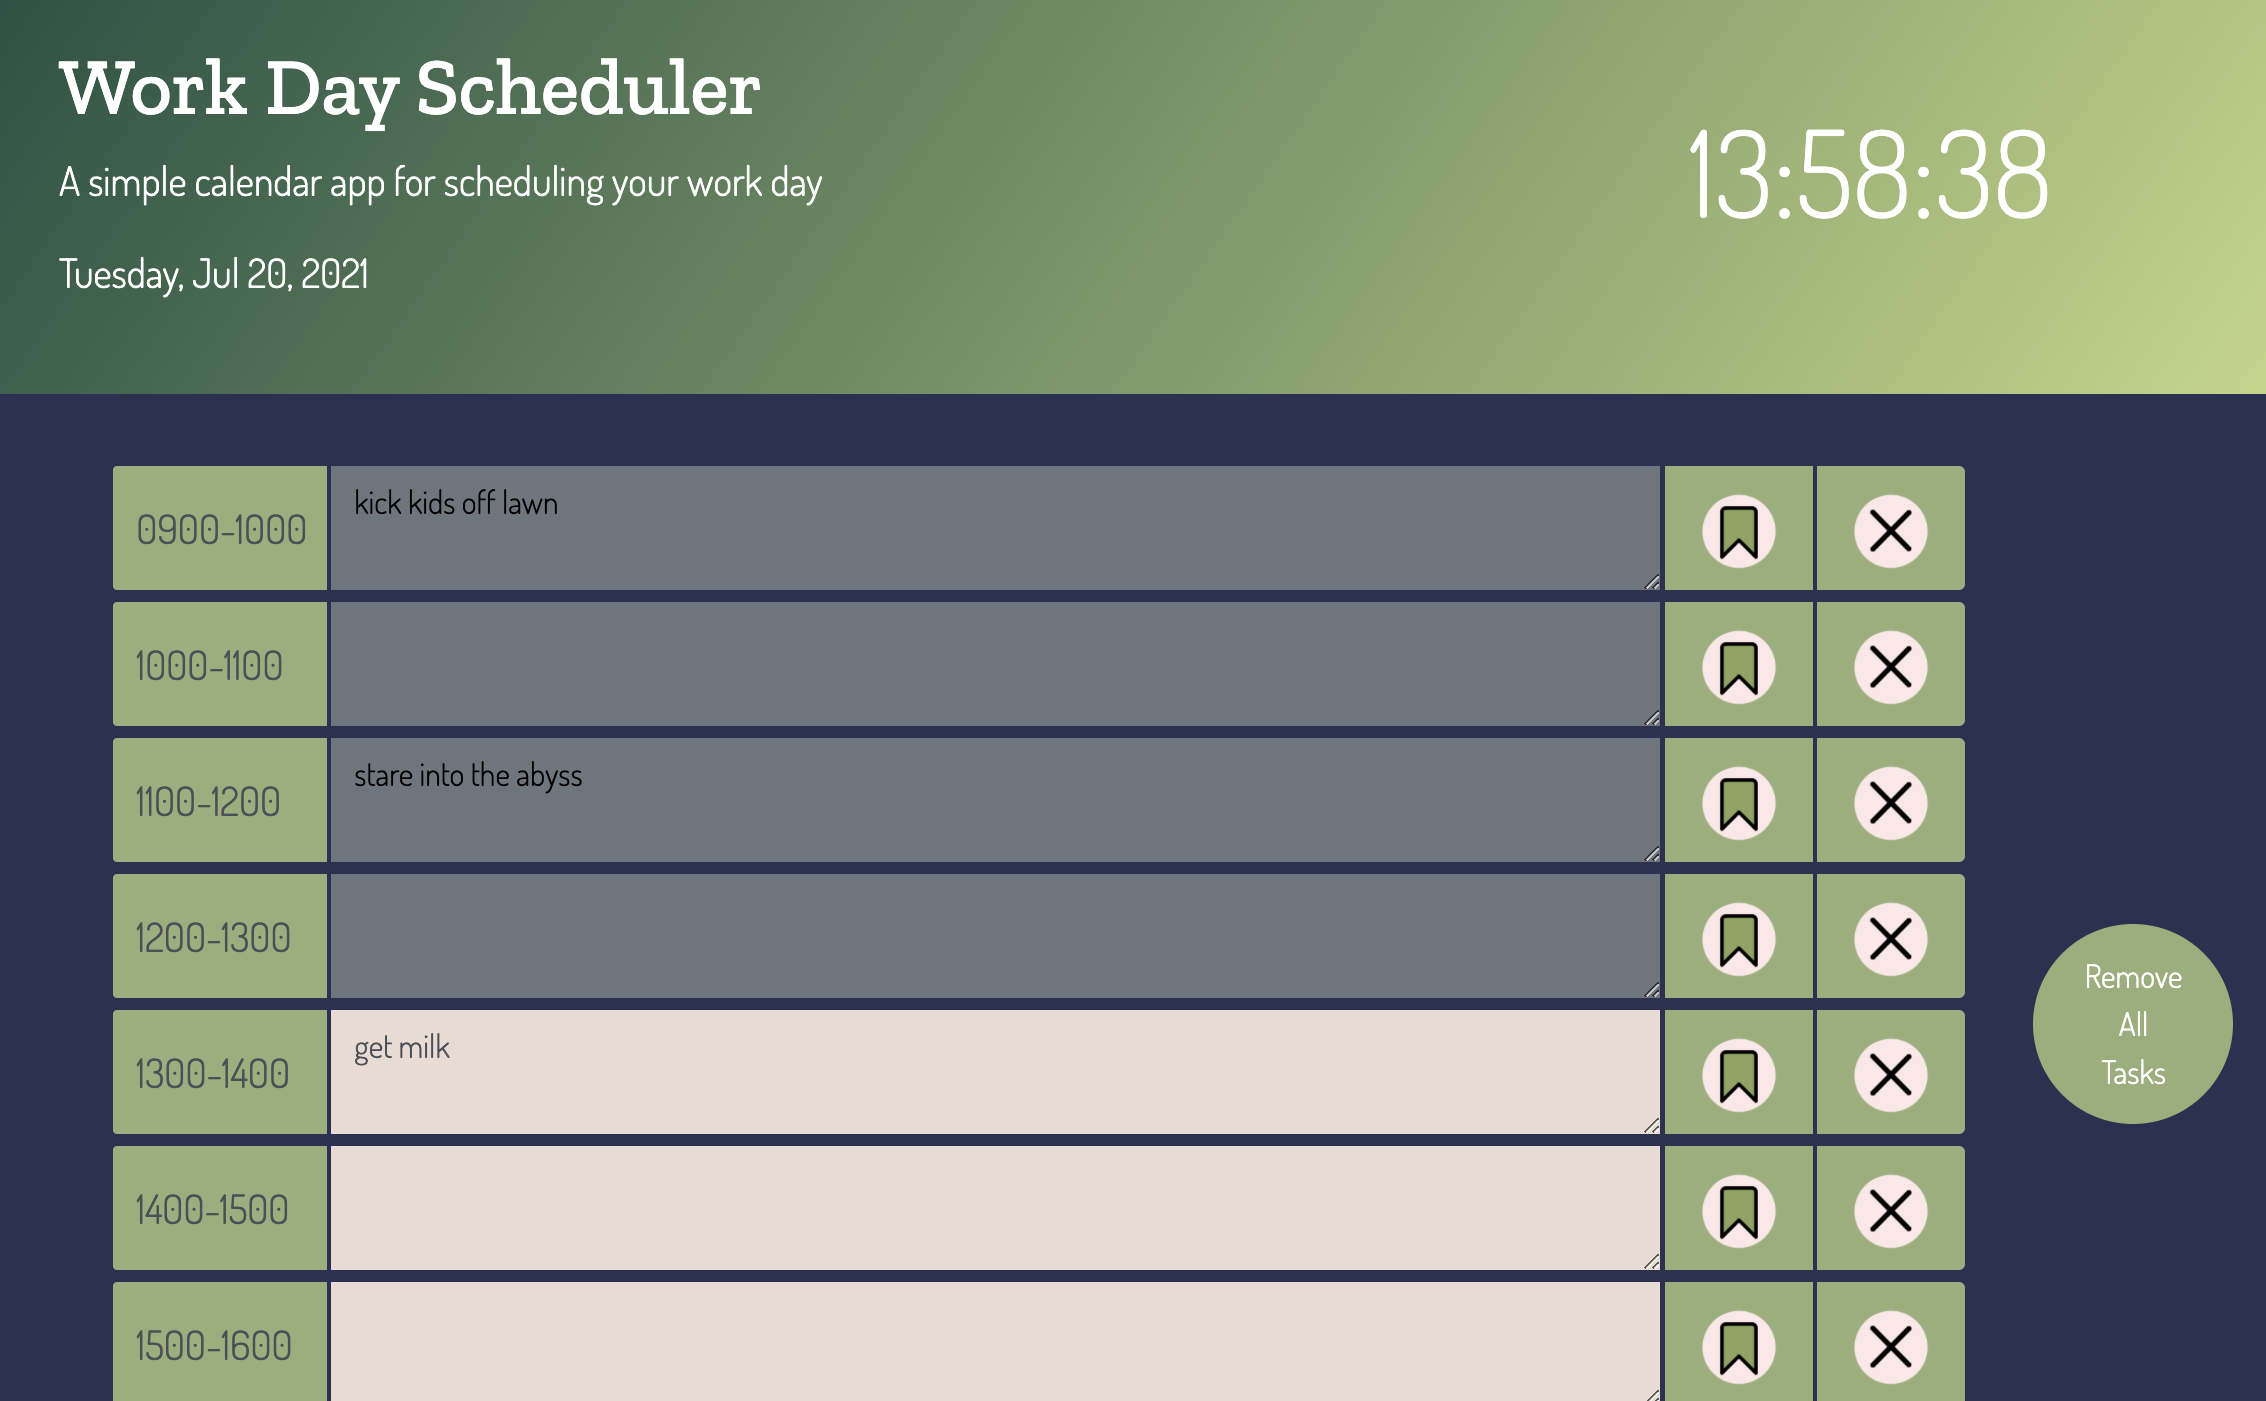 Work Day Scheduler
A simple calendar app for scheduling your work day
Tuesday, Jul 20, 2021
13:58:38
0900-1000
kick kids off lawn
1000-1100
1100-1200
stare into the abyss
1200-1300
1300-1400
get milk
1400-1500
1500-1600
Remove
All
Tasks